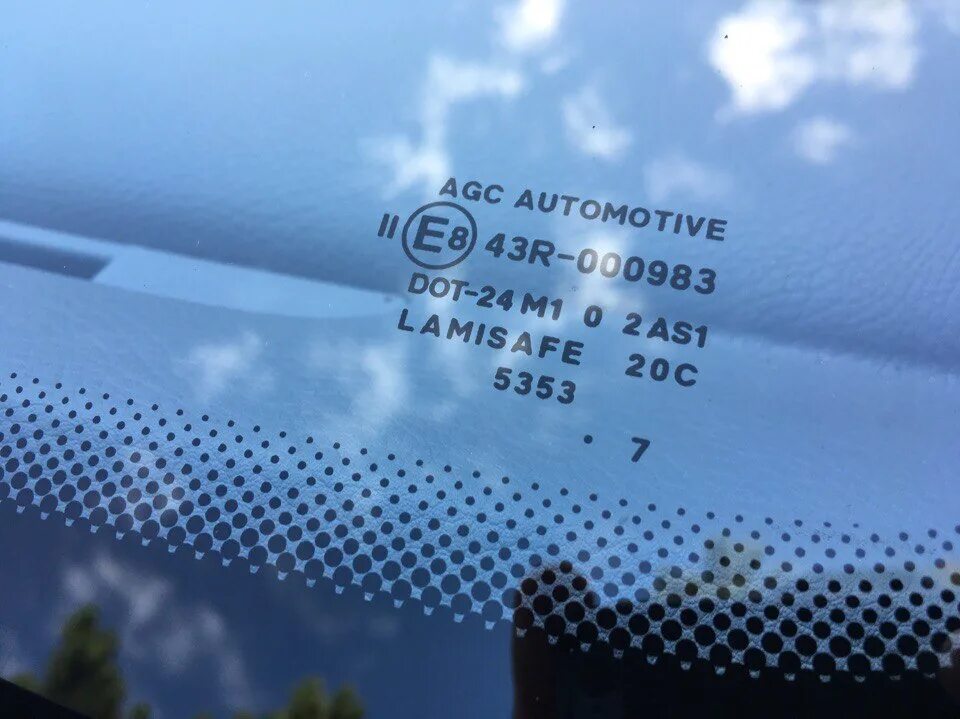 AGC AUTOMOTIVE
II E8 43R-000983
DOT-24 M1 0 2AS1
LAMISAFE 20C
5353
. 7